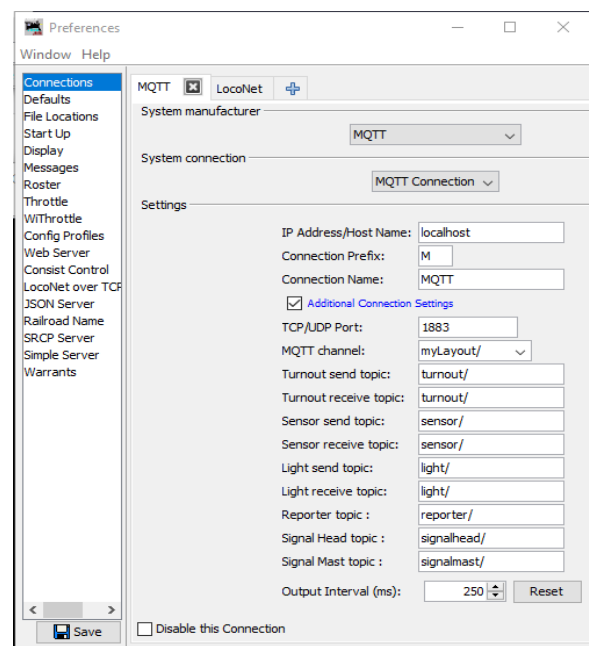 Preferences
Window Help
Connections
Defaults
File Locations
Start Up
Display
Messages
Roster
Throttle
WiThrottle
Config Profiles
Web Server
Consist Control
LocoNet over TCP
JSON Server
Railroad Name
SRCP Server
Simple Server
Warrants
Save
MQTT LocoNet
System manufacturer
MQTT
System connection
MQTT Connection
Settings
IP Address/Host Name: localhost
Connection Prefix: M
Connection Name: MQTT
Additional Connection Settings
TCP/UDP Port: 1883
MQTT channel: myLayout/
Turnout send topic: turnout/
Turnout receive topic: turnout/
Sensor send topic: sensor/
Sensor receive topic: sensor/
Light send topic: light/
Light receive topic: light/
Reporter topic : reporter/
Signal Head topic : signalhead/
Signal Mast topic : signalmast/
Output Interval (ms): 250 Reset
Disable this Connection